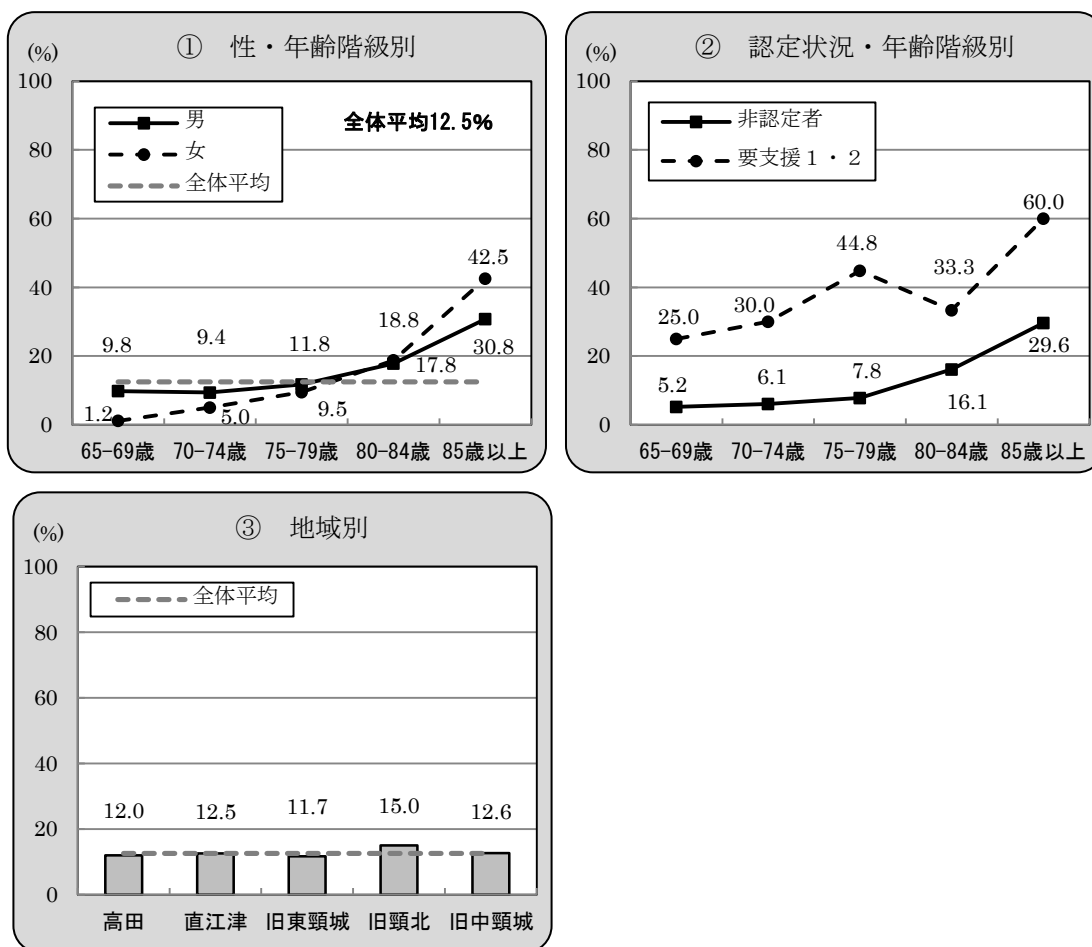 ① 性・年齢階級別
(%)
100
80
60
40
20
0
男
女
全体平均
全体平均12.5%
9.8
9.4
11.8
18.8
42.5
1.2
5.0
9.5
17.8
30.8
65-69歳 70-74歳 75-79歳 80-84歳 85歳以上
② 認定状況・年齢階級別
(%)
100
80
60
40
20
0
非認定者
要支援1・2
25.0
30.0
44.8
33.3
60.0
5.2
6.1
7.8
16.1
29.6
65-69歳 70-74歳 75-79歳 80-84歳 85歳以上
③ 地域別
(%)
100
80
60
40
20
0
全体平均
12.0 12.5 11.7 15.0 12.6
高田 直江津 旧東頸城 旧頸北 旧中頸城